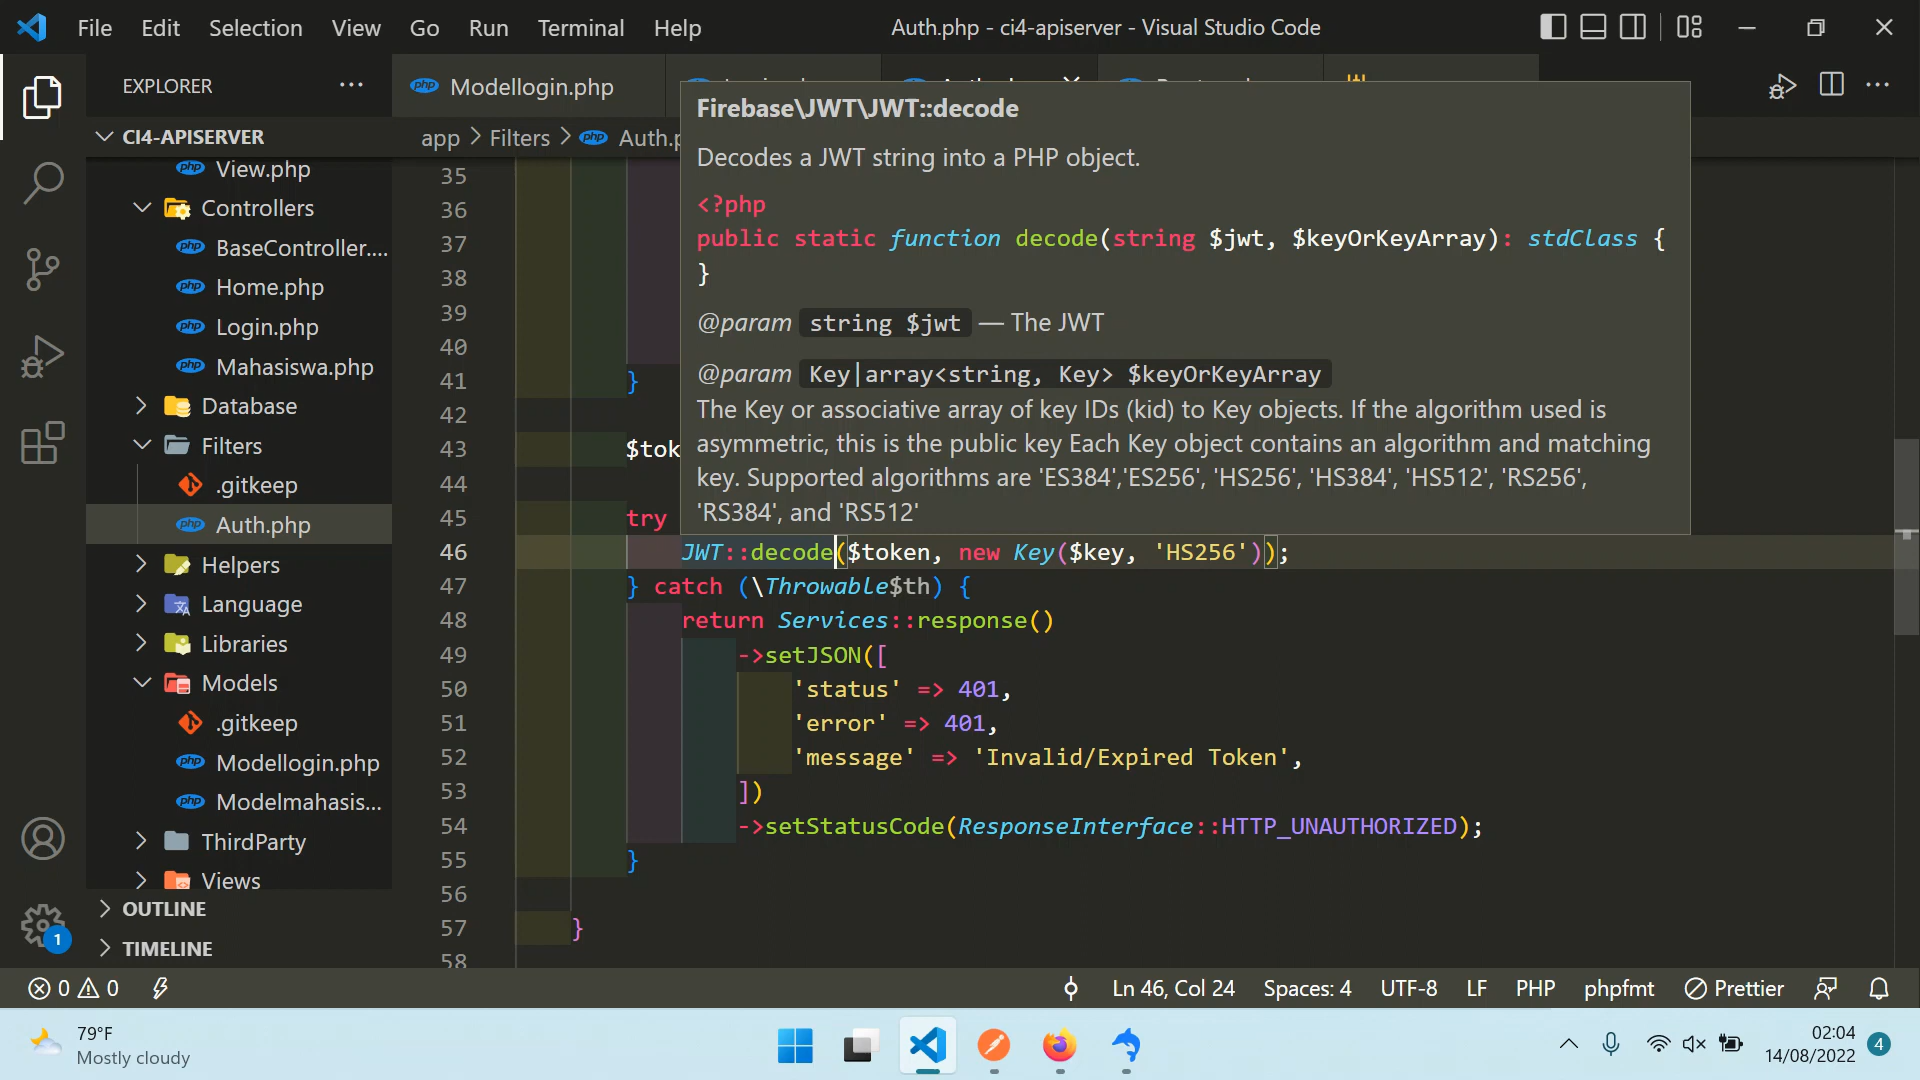 File Edit Selection View Go Run Terminal Help
Auth.php - ci4-apiserver - Visual Studio Code
EXPLORER
Modellogin.php
CI4-APISERVER
app > Filters > Auth.p
View.php
Controllers
BaseController....
Home.php
Login.php
Mahasiswa.php
Database
Filters
.gitkeep
Auth.php
Helpers
Language
Libraries
Models
.gitkeep
Modellogin.php
Modelmahasis...
ThirdParty
Views
OUTLINE
TIMELINE
Firebase\JWT\JWT::decode
Decodes a JWT string into a PHP object.
<?php
public static function decode(string $jwt, $keyOrKeyArray): stdClass {
}
@param string $jwt — The JWT
@param Key|array<string, Key> $keyOrKeyArray
The Key or associative array of key IDs (kid) to Key objects. If the algorithm used is
asymmetric, this is the public key Each Key object contains an algorithm and matching
key. Supported algorithms are 'ES384','ES256', 'HS256', 'HS384', 'HS512', 'RS256',
'RS384', and 'RS512'
35
36
37
38
39
40
41 }
42
43 $tok
44
45 try
46 JWT::decode($token, new Key($key, 'HS256'));
47 } catch (\Throwable$th) {
48 return Services::response()
49 ->setJSON([
50 'status' => 401,
51 'error' => 401,
52 'message' => 'Invalid/Expired Token',
53 ])
54 ->setStatusCode(ResponseInterface::HTTP_UNAUTHORIZED);
55 }
56
57 }
58
1
0 0
Ln 46, Col 24 Spaces: 4 UTF-8 LF PHP phpfmt Prettier
79°F
Mostly cloudy
02:04
14/08/2022
4